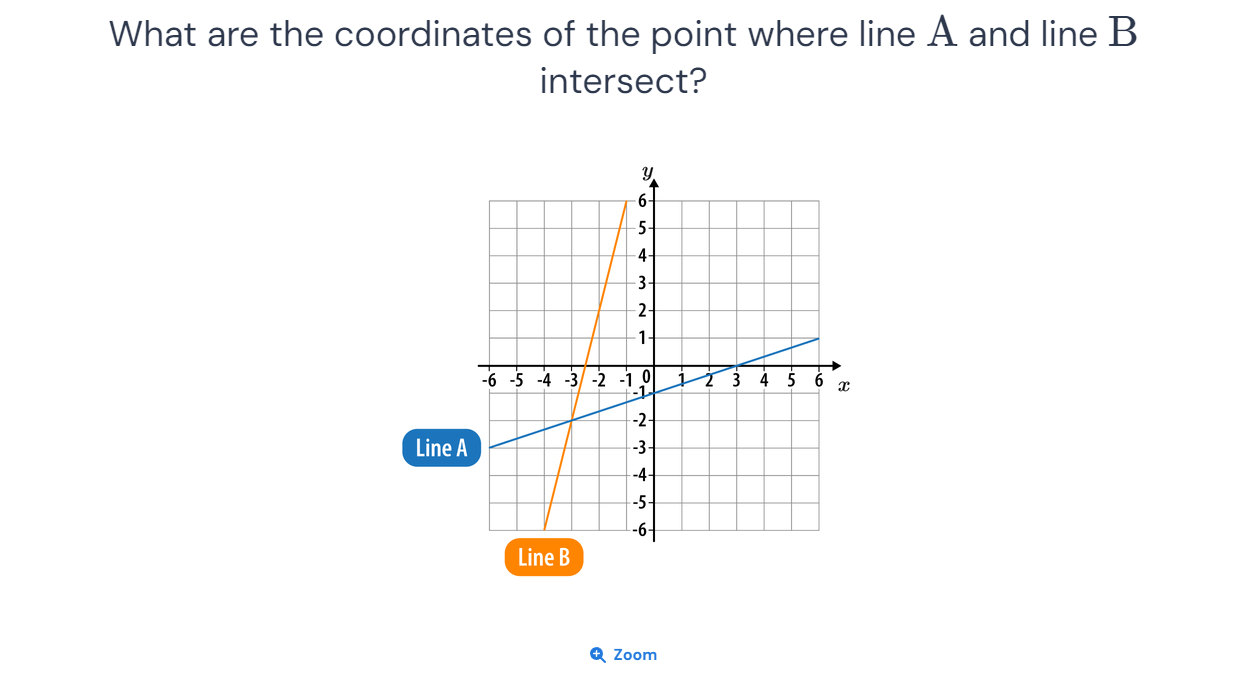 What are the coordinates of the point where line A and line B
intersect?
y
6
5
4
3
2
1
-6 -5 -4 -3 -2 -1 0 1 2 3 4 5 6 x
-1
-2
-3
Line A
-4
-5
-6
Line B
Zoom